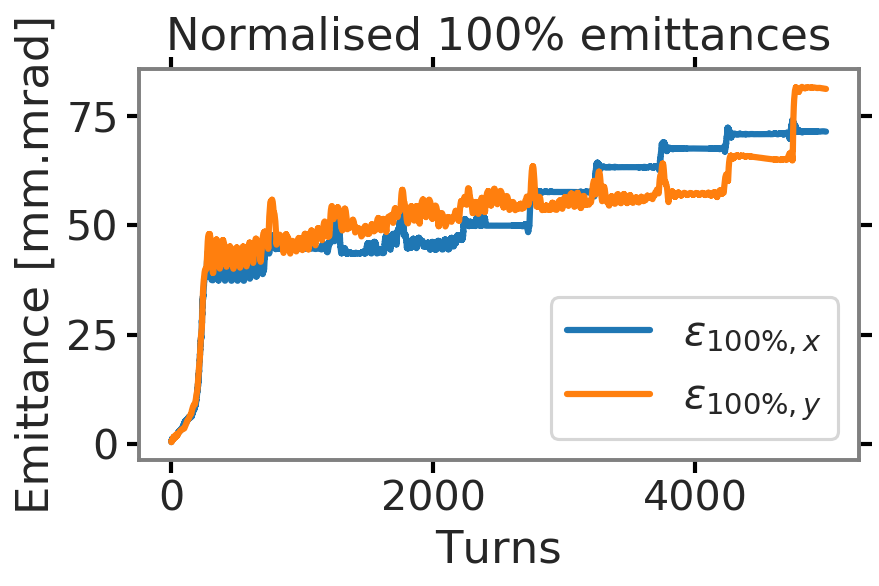 Normalised 100% emittances
Emittance [mm.mrad]
75
50
25
0
0 2000 4000
Turns
ε100%, x
ε100%, y